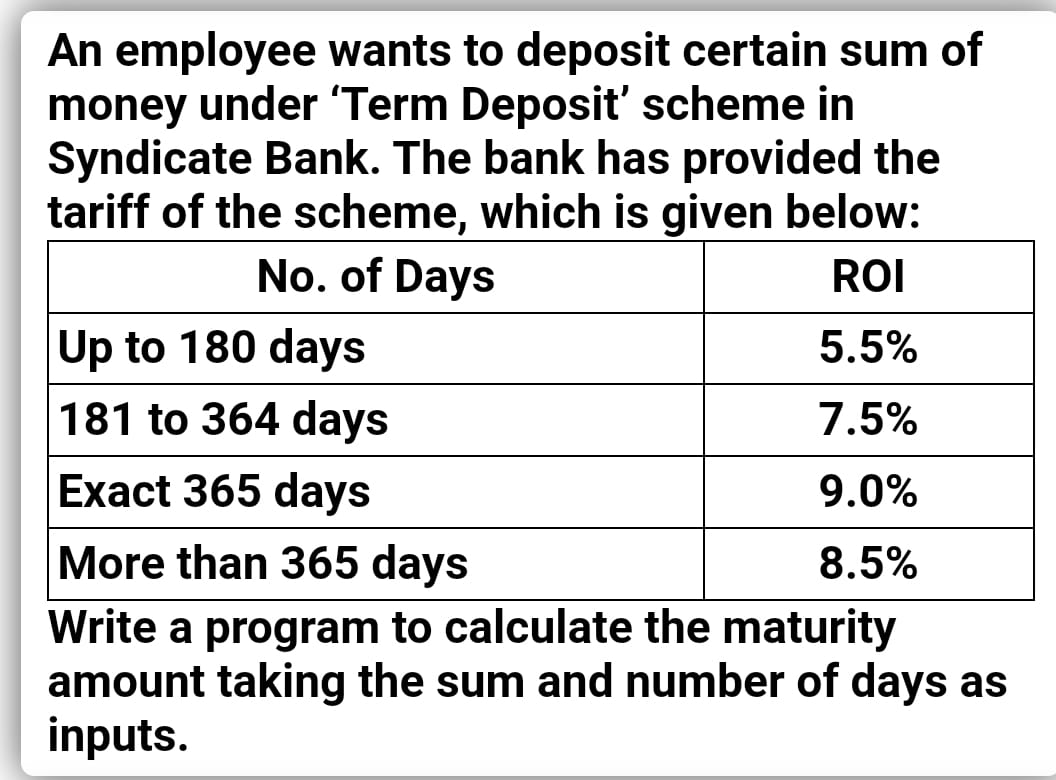 An employee wants to deposit certain sum of
money under ‘Term Deposit’ scheme in
Syndicate Bank. The bank has provided the
tariff of the scheme, which is given below:
No. of Days ROI
Up to 180 days 5.5%
181 to 364 days 7.5%
Exact 365 days 9.0%
More than 365 days 8.5%
Write a program to calculate the maturity
amount taking the sum and number of days as
inputs.